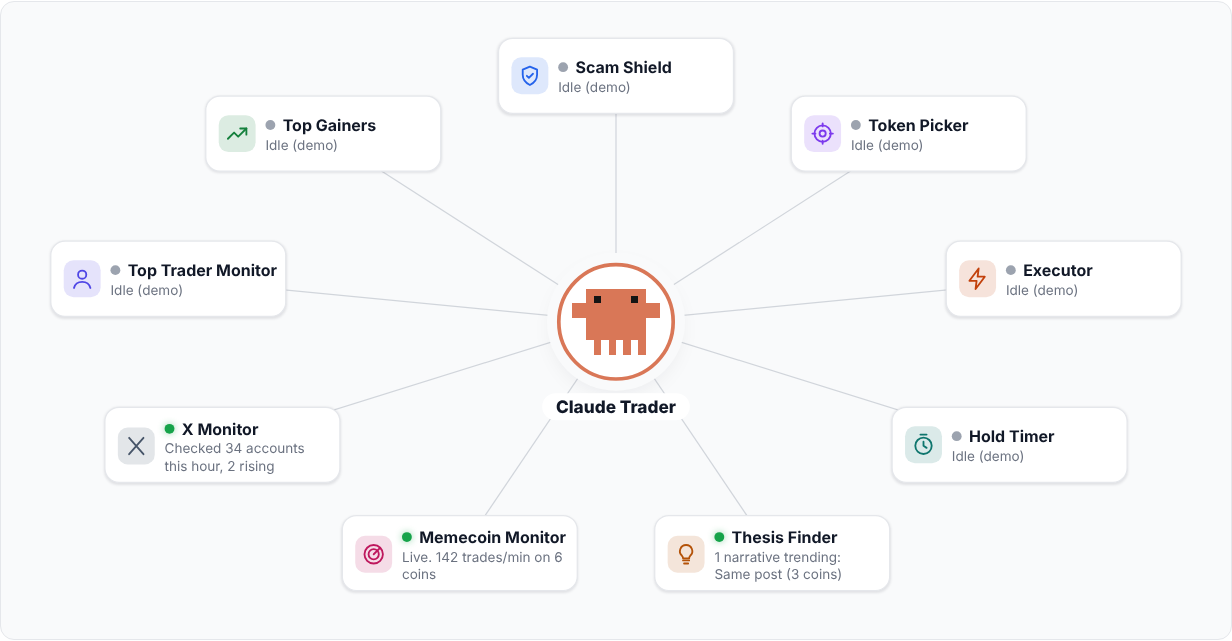 Scam Shield
Idle (demo)
Top Gainers
Idle (demo)
Token Picker
Idle (demo)
Top Trader Monitor
Idle (demo)
Executor
Idle (demo)
Claude Trader
X Monitor
Checked 34 accounts
this hour, 2 rising
Hold Timer
Idle (demo)
Memecoin Monitor
Live. 142 trades/min on 6
coins
Thesis Finder
1 narrative trending:
Same post (3 coins)